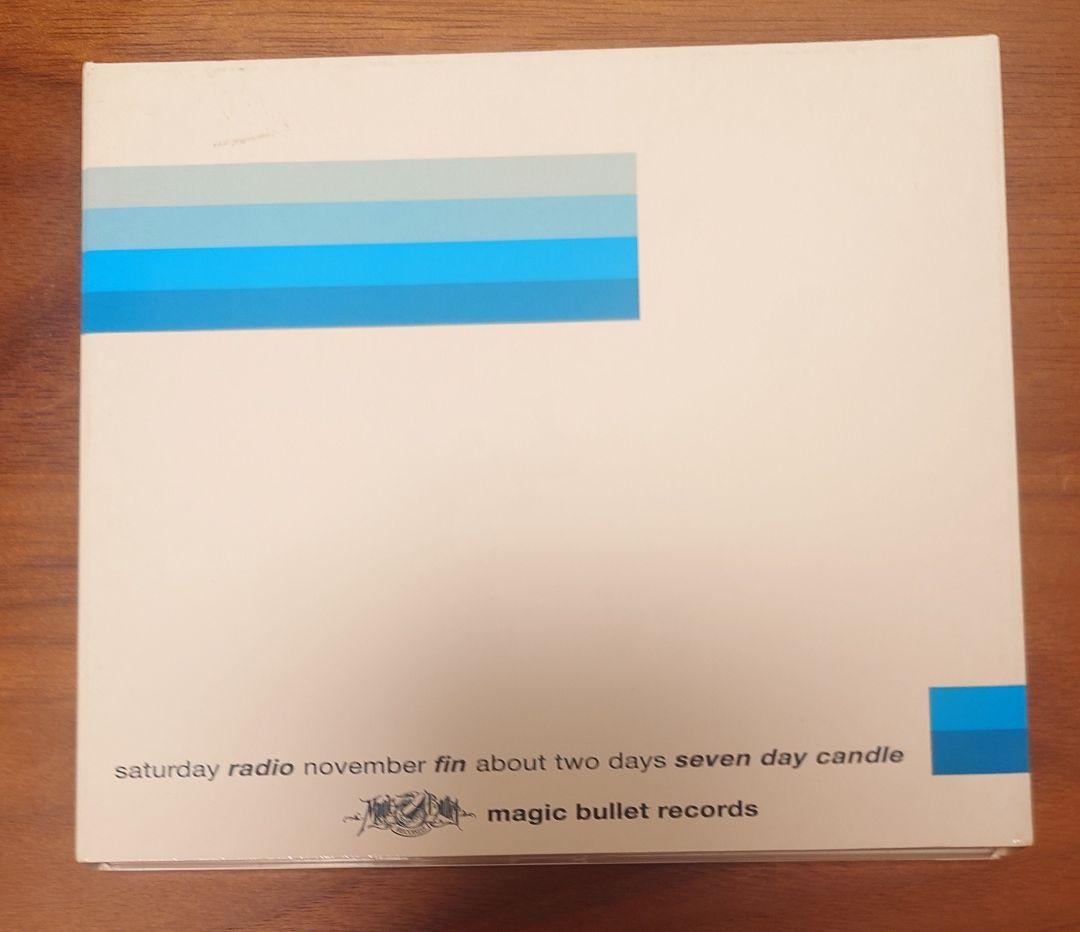 saturday radio november fin about two days seven day candle
magic bullet records